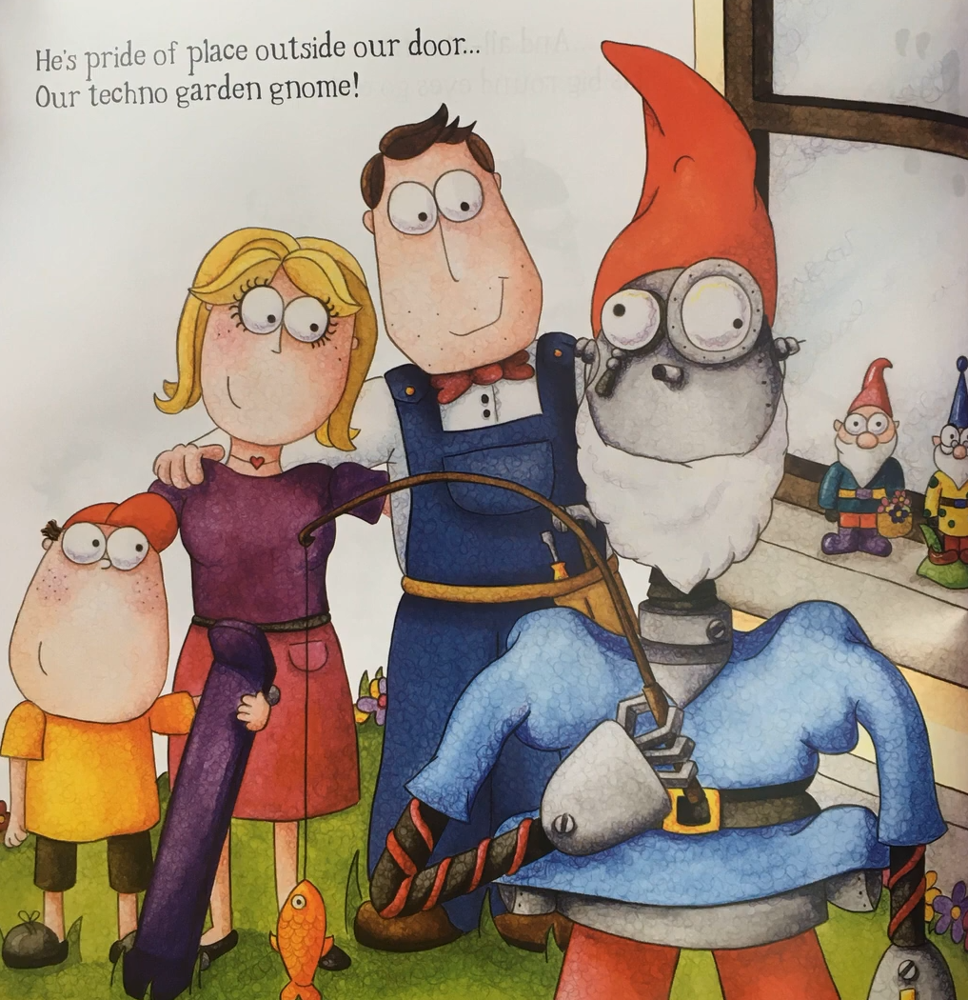 He's pride of place outside our door...
Our techno garden gnome!